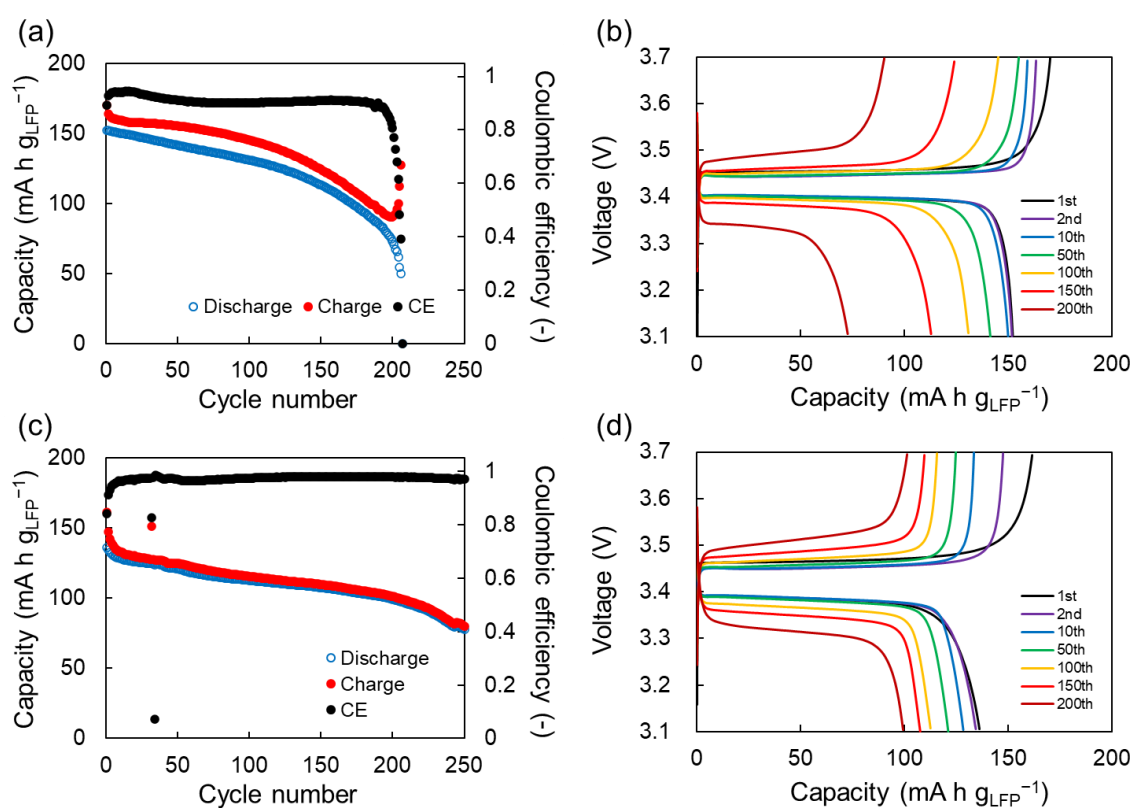 (a)
Capacity (mA h gLFP−1)
200
150
100
50
0
Discharge Charge CE
0 50 100 150 200 250
Cycle number
1
0.8
0.6
0.4
0.2
0
Coulombic efficiency (-)
(b)
Voltage (V)
3.7
3.6
3.5
3.4
3.3
3.2
3.1
1st
2nd
10th
50th
100th
150th
200th
0 50 100 150 200
Capacity (mA h gLFP−1)
(c)
Capacity (mA h gLFP−1)
200
150
100
50
0
Discharge
Charge
CE
0 50 100 150 200 250
Cycle number
1
0.8
0.6
0.4
0.2
0
Coulombic efficiency (-)
(d)
Voltage (V)
3.7
3.6
3.5
3.4
3.3
3.2
3.1
1st
2nd
10th
50th
100th
150th
200th
0 50 100 150 200
Capacity (mA h gLFP−1)